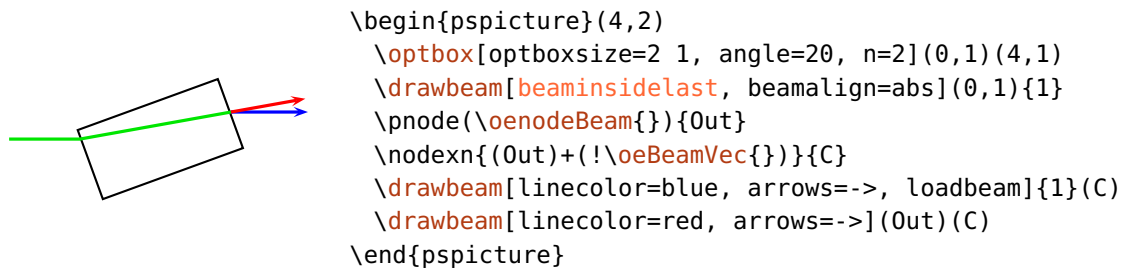 \begin{pspicture}(4,2)
\optbox[optboxsize=2 1, angle=20, n=2](0,1)(4,1)
\drawbeam[beaminsidelast, beamalign=abs](0,1){1}
\pnode(\oenodeBeam{}){Out}
\nodexn{(Out)+(!\oeBeamVec{})}{C}
\drawbeam[linecolor=blue, arrows=->, loadbeam]{1}(C)
\drawbeam[linecolor=red, arrows=->](Out)(C)
\end{pspicture}